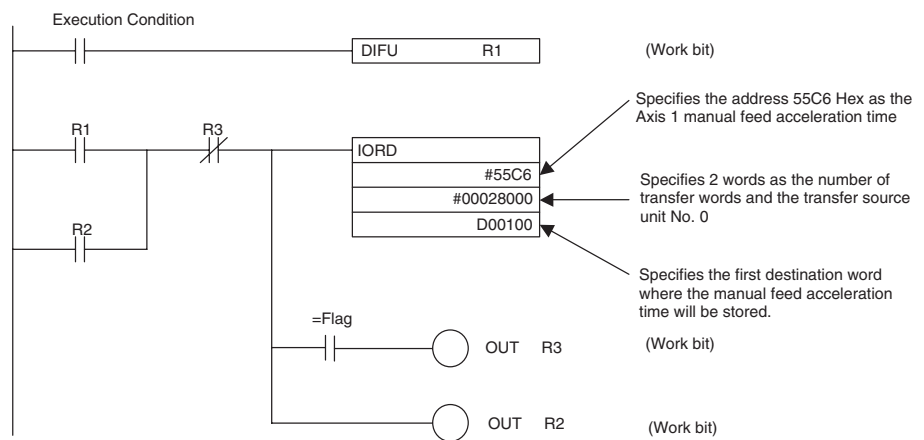 Execution Condition
DIFU R1 (Work bit)
Specifies the address 55C6 Hex as the
Axis 1 manual feed acceleration time
R1 R3
IORD
#55C6
#00028000
D00100
Specifies 2 words as the number of
transfer words and the transfer source
unit No. 0
R2
Specifies the first destination word
where the manual feed acceleration
time will be stored.
=Flag
OUT R3 (Work bit)
OUT R2 (Work bit)